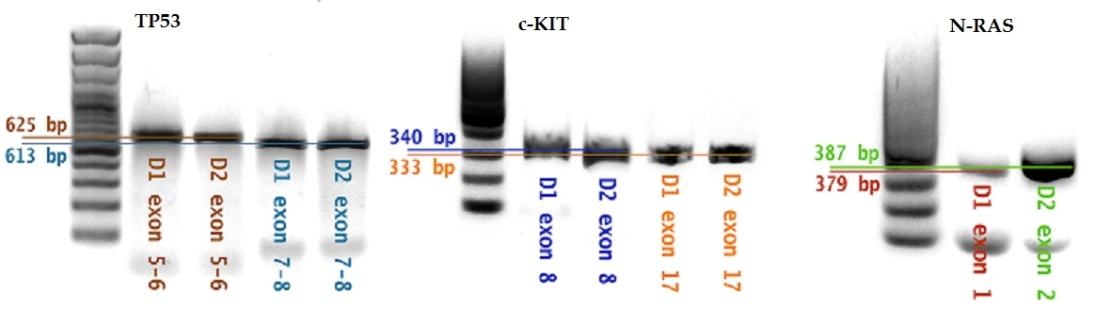 TP53
625 bp
613 bp
D1 exon 5-6
D2 exon 5-6
D1 exon 7-8
D2 exon 7-8
c-KIT
340 bp
333 bp
D1 exon 8
D2 exon 8
D1 exon 17
D2 exon 17
N-RAS
387 bp
379 bp
D1 exon 1
D2 exon 2